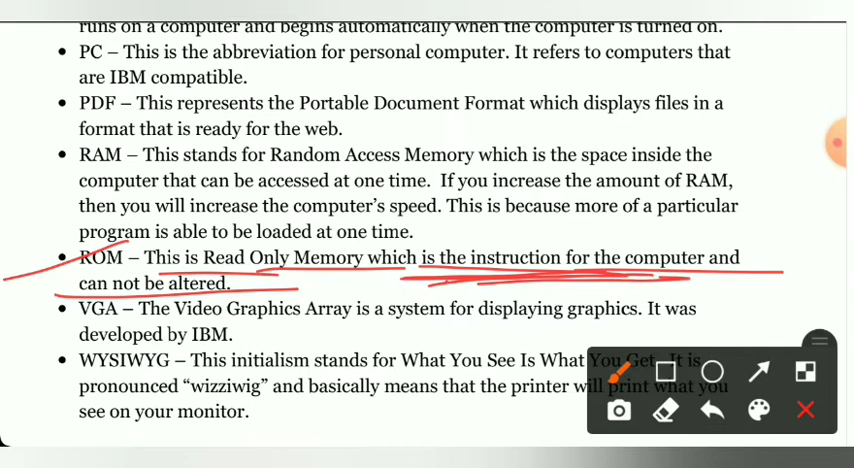 runs on a computer and begins automatically when the computer is turned on.
• PC – This is the abbreviation for personal computer. It refers to computers that
are IBM compatible.
• PDF – This represents the Portable Document Format which displays files in a
format that is ready for the web.
• RAM – This stands for Random Access Memory which is the space inside the
computer that can be accessed at one time.  If you increase the amount of RAM,
then you will increase the computer’s speed. This is because more of a particular
program is able to be loaded at one time.
• ROM – This is Read Only Memory which is the instruction for the computer and
can not be altered.
• VGA – The Video Graphics Array is a system for displaying graphics. It was
developed by IBM.
• WYSIWYG – This initialism stands for What You See Is What You Get. It is
pronounced “wizziwig” and basically means that the printer will print what you
see on your monitor.